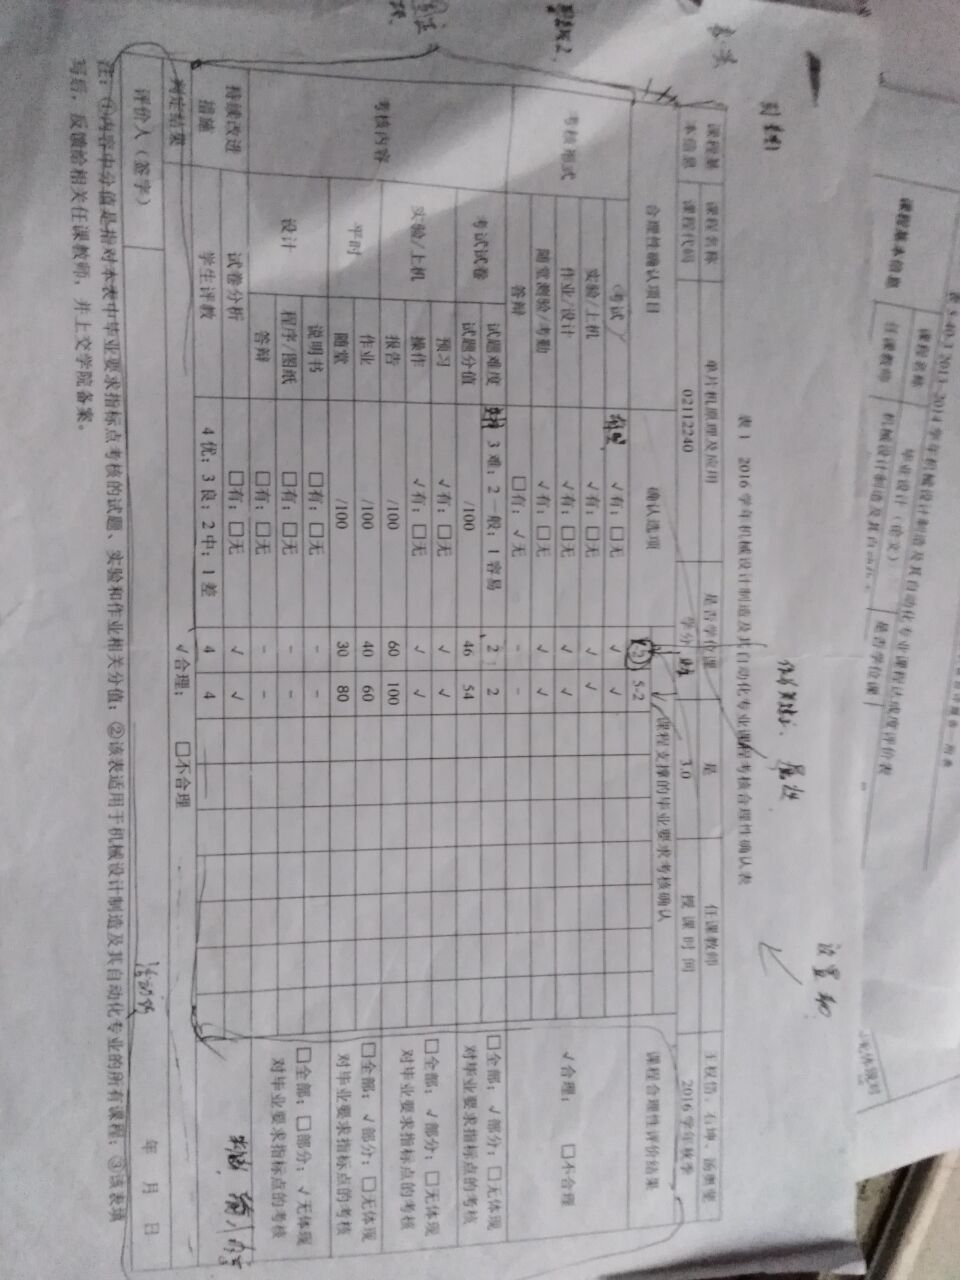 表5-40-3 2013-2014学年机械设计制造及其自动化专业课程达成度评价表
课程基本信息 课程名称 毕业设计（论文） 是否学位课
任课教师 机械设计制造及其自动化
√无体现对
设置
表1 2016学年机械设计制造及其自动化专业课程考核合理性确认表
课程基本信息 课程名称 单片机原理及应用 是否学位课 是 任课教师
课程代码 02112240 学分 3.0 授课时间 2016学年秋季
合理性确认项目 确认选项 课程支撑的毕业要求考核确认 课程合理性评价结果
5-2
考核形式 考试 √有；□无 √ √ √合理； □不合理
实验/上机 √有；□无 √ √
作业/设计 √有；□无 √ √
随堂测验/考勤 √有；□无 √ √
答辩 □有；√无 － －
考核内容 考试试卷 试题难度 3难；2一般；1容易 2 2 □全部；√部分；□无体现
试题分值 /100 46 54 对毕业要求指标点的考核
实验/上机 预习 √有；□无 √ √ □全部；√部分；□无体现
操作 √有；□无 √ √ 对毕业要求指标点的考核
报告 /100 60 100
平时 作业 /100 40 60 □全部；√部分；□无体现
随堂 /100 30 80 对毕业要求指标点的考核
设计 说明书 □有；□无 － － □全部；□部分；√无体现
程序/图纸 □有；□无 － － 对毕业要求指标点的考核
答辩 □有；□无 － －
持续改进措施 试卷分析 □有；□无 √ √
学生评教 4优；3良；2中；1差 4 4
判定结果 √合理； □不合理
评价人（签字） 年 月 日
注：①内容中分值是指对本表中毕业要求指标点考核的试题、实验和作业相关分值；②该表适用于机械设计制造及其自动化专业的所有课程；③该表填
写后，反馈给相关任课教师，并上交学院备案。